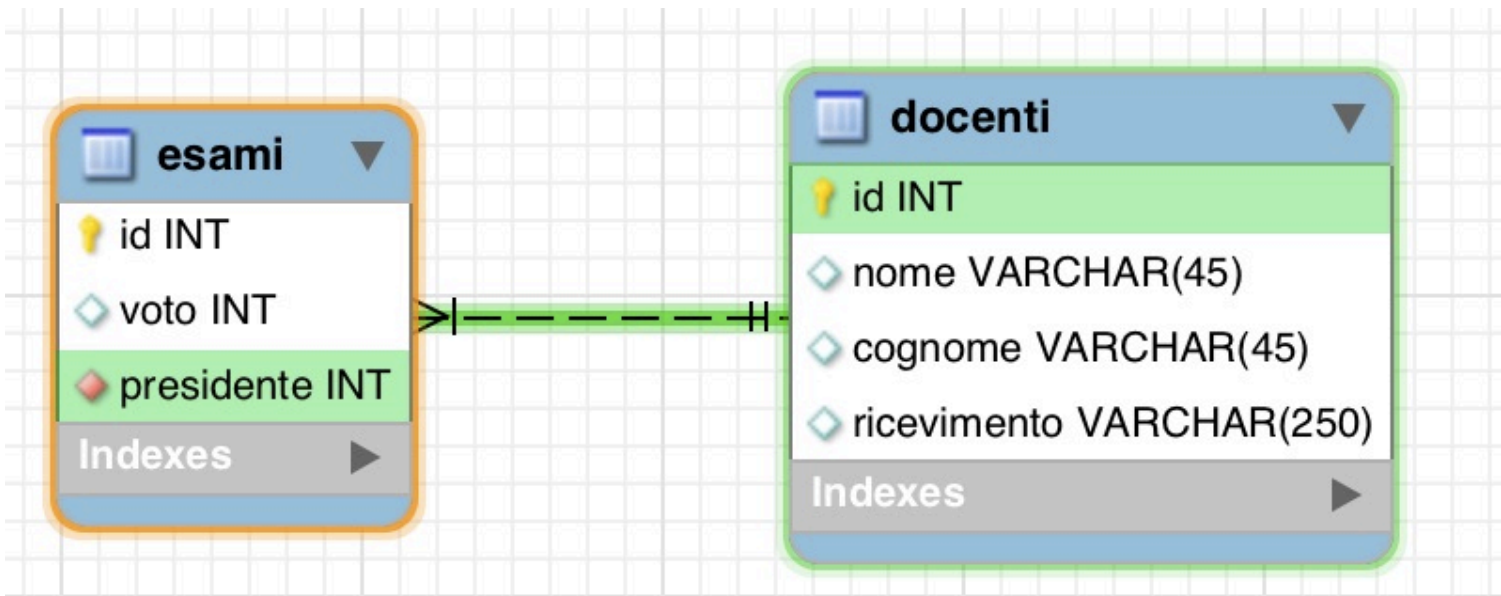 esami
id INT
voto INT
presidente INT
Indexes
docenti
id INT
nome VARCHAR(45)
cognome VARCHAR(45)
ricevimento VARCHAR(250)
Indexes